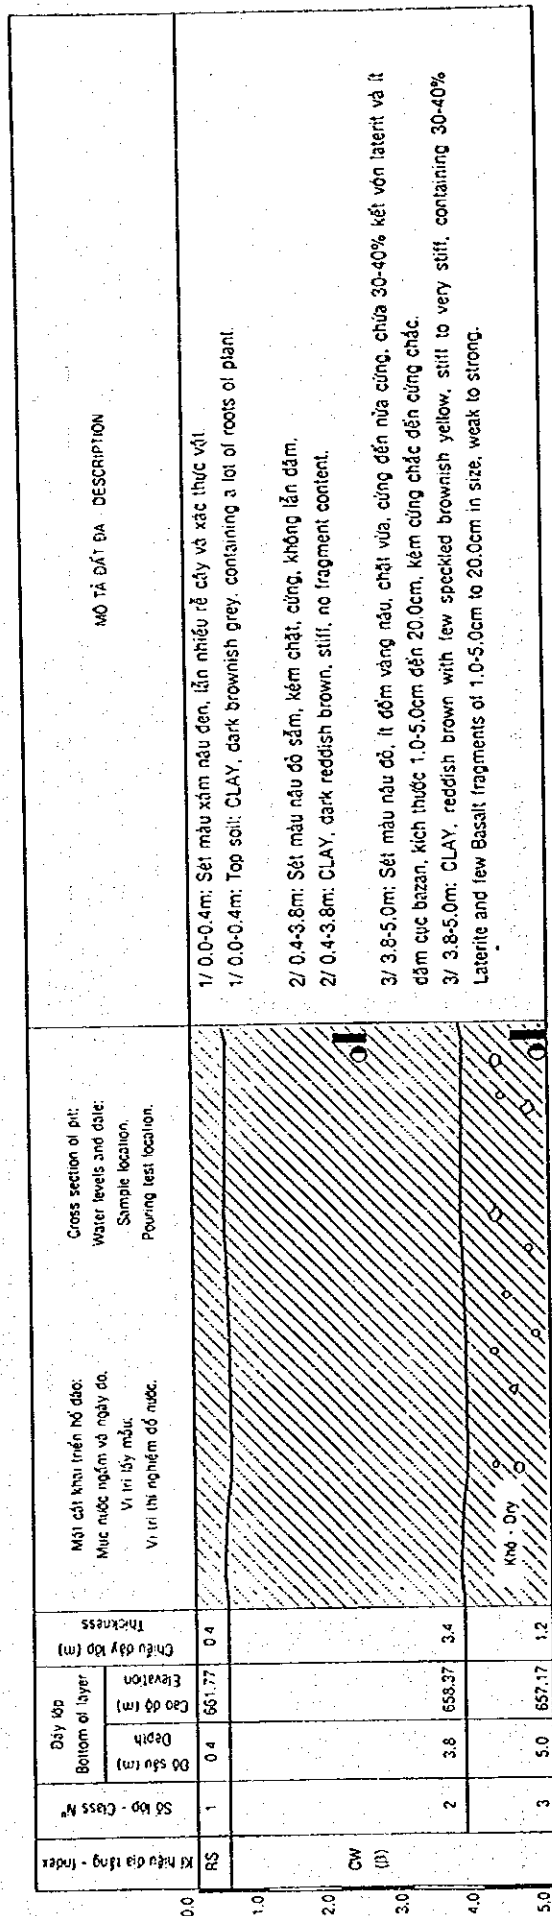 Kí hiệu địa tầng - Index
Số lớp - Class N°
Đáy lớp
Bottom of layer
Độ sâu (m)
Depth
Cao độ (m)
Elevation
Chiều dày lớp (m)
Thickness
Mặt cắt khai triển hố đào:
Cross section of pit:
Mực nước ngầm và ngày đo.
Water levels and date:
Vị trí lấy mẫu:
Sample location.
Vị trí thí nghiệm đổ nước.
Pouring test location.
MÔ TẢ ĐẤT ĐÁ - DESCRIPTION
0.0
RS
1
0.4
661.77
0.4
1.0
2.0
CW
3.0
2
3.8
658.37
3.4
4.0
3
5.0
657.17
1.2
5.0
Khô - Dry
1/ 0.0-0.4m: Sét màu xám nâu đen, lẫn nhiều rễ cây và xác thực vật.
1/ 0.0-0.4m: Top soil: CLAY, dark brownish grey, containing a lot of roots of plant.
2/ 0.4-3.8m: Sét màu nâu đỏ sẫm, kém chặt, cứng, không lẫn dăm.
2/ 0.4-3.8m: CLAY, dark reddish brown, stiff, no fragment content.
3/ 3.8-5.0m: Sét màu nâu đỏ, ít đốm vàng nâu, chặt vừa, cứng đến nửa cứng, chứa 30-40% kết vón laterit và ít
dăm cục bazan, kích thước 1.0-5.0cm đến 20.0cm, kém cứng chắc đến cứng chắc.
3/ 3.8-5.0m: CLAY, reddish brown with few speckled brownish yellow, stiff to very stiff, containing 30-40%
Laterite and few Basalt fragments of 1.0-5.0cm to 20.0cm in size, weak to strong.